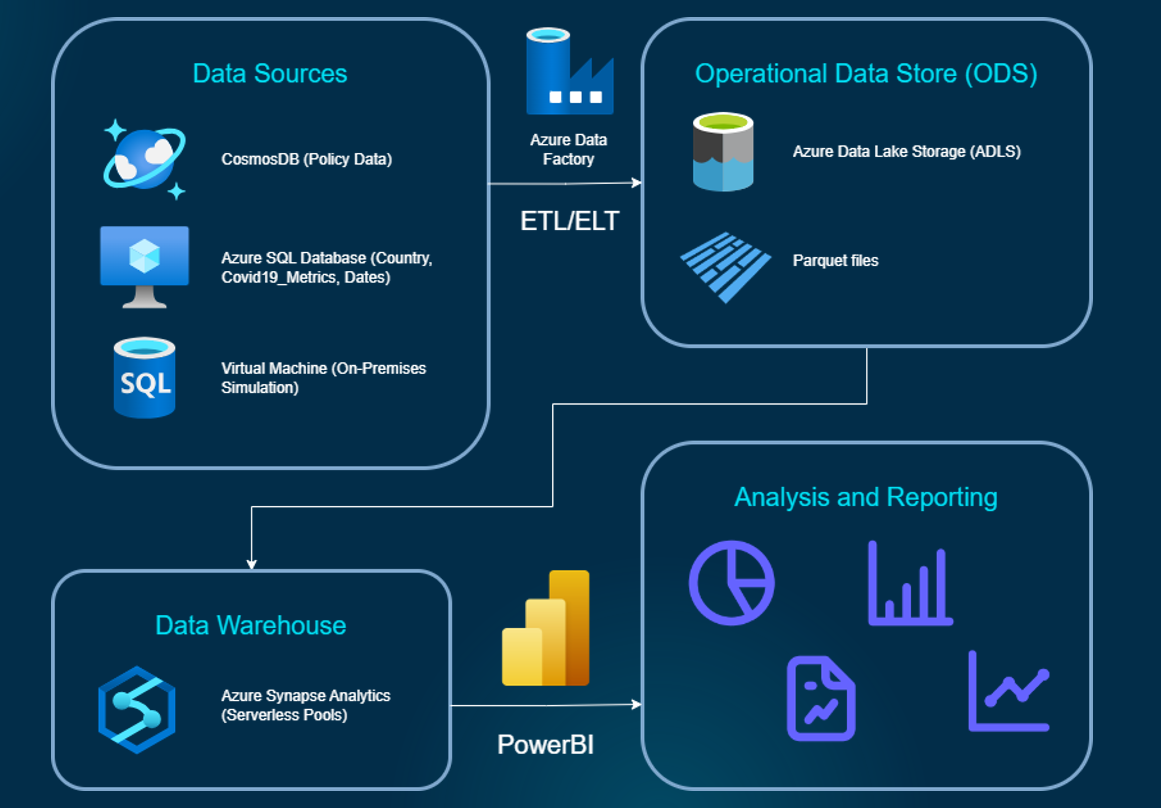 Data Sources
CosmosDB (Policy Data)
Azure SQL Database (Country,
Covid19_Metrics, Dates)
SQL
Virtual Machine (On-Premises
Simulation)
Azure Data
Factory
ETL/ELT
Operational Data Store (ODS)
Azure Data Lake Storage (ADLS)
Parquet files
Data Warehouse
Azure Synapse Analytics
(Serverless Pools)
PowerBI
Analysis and Reporting